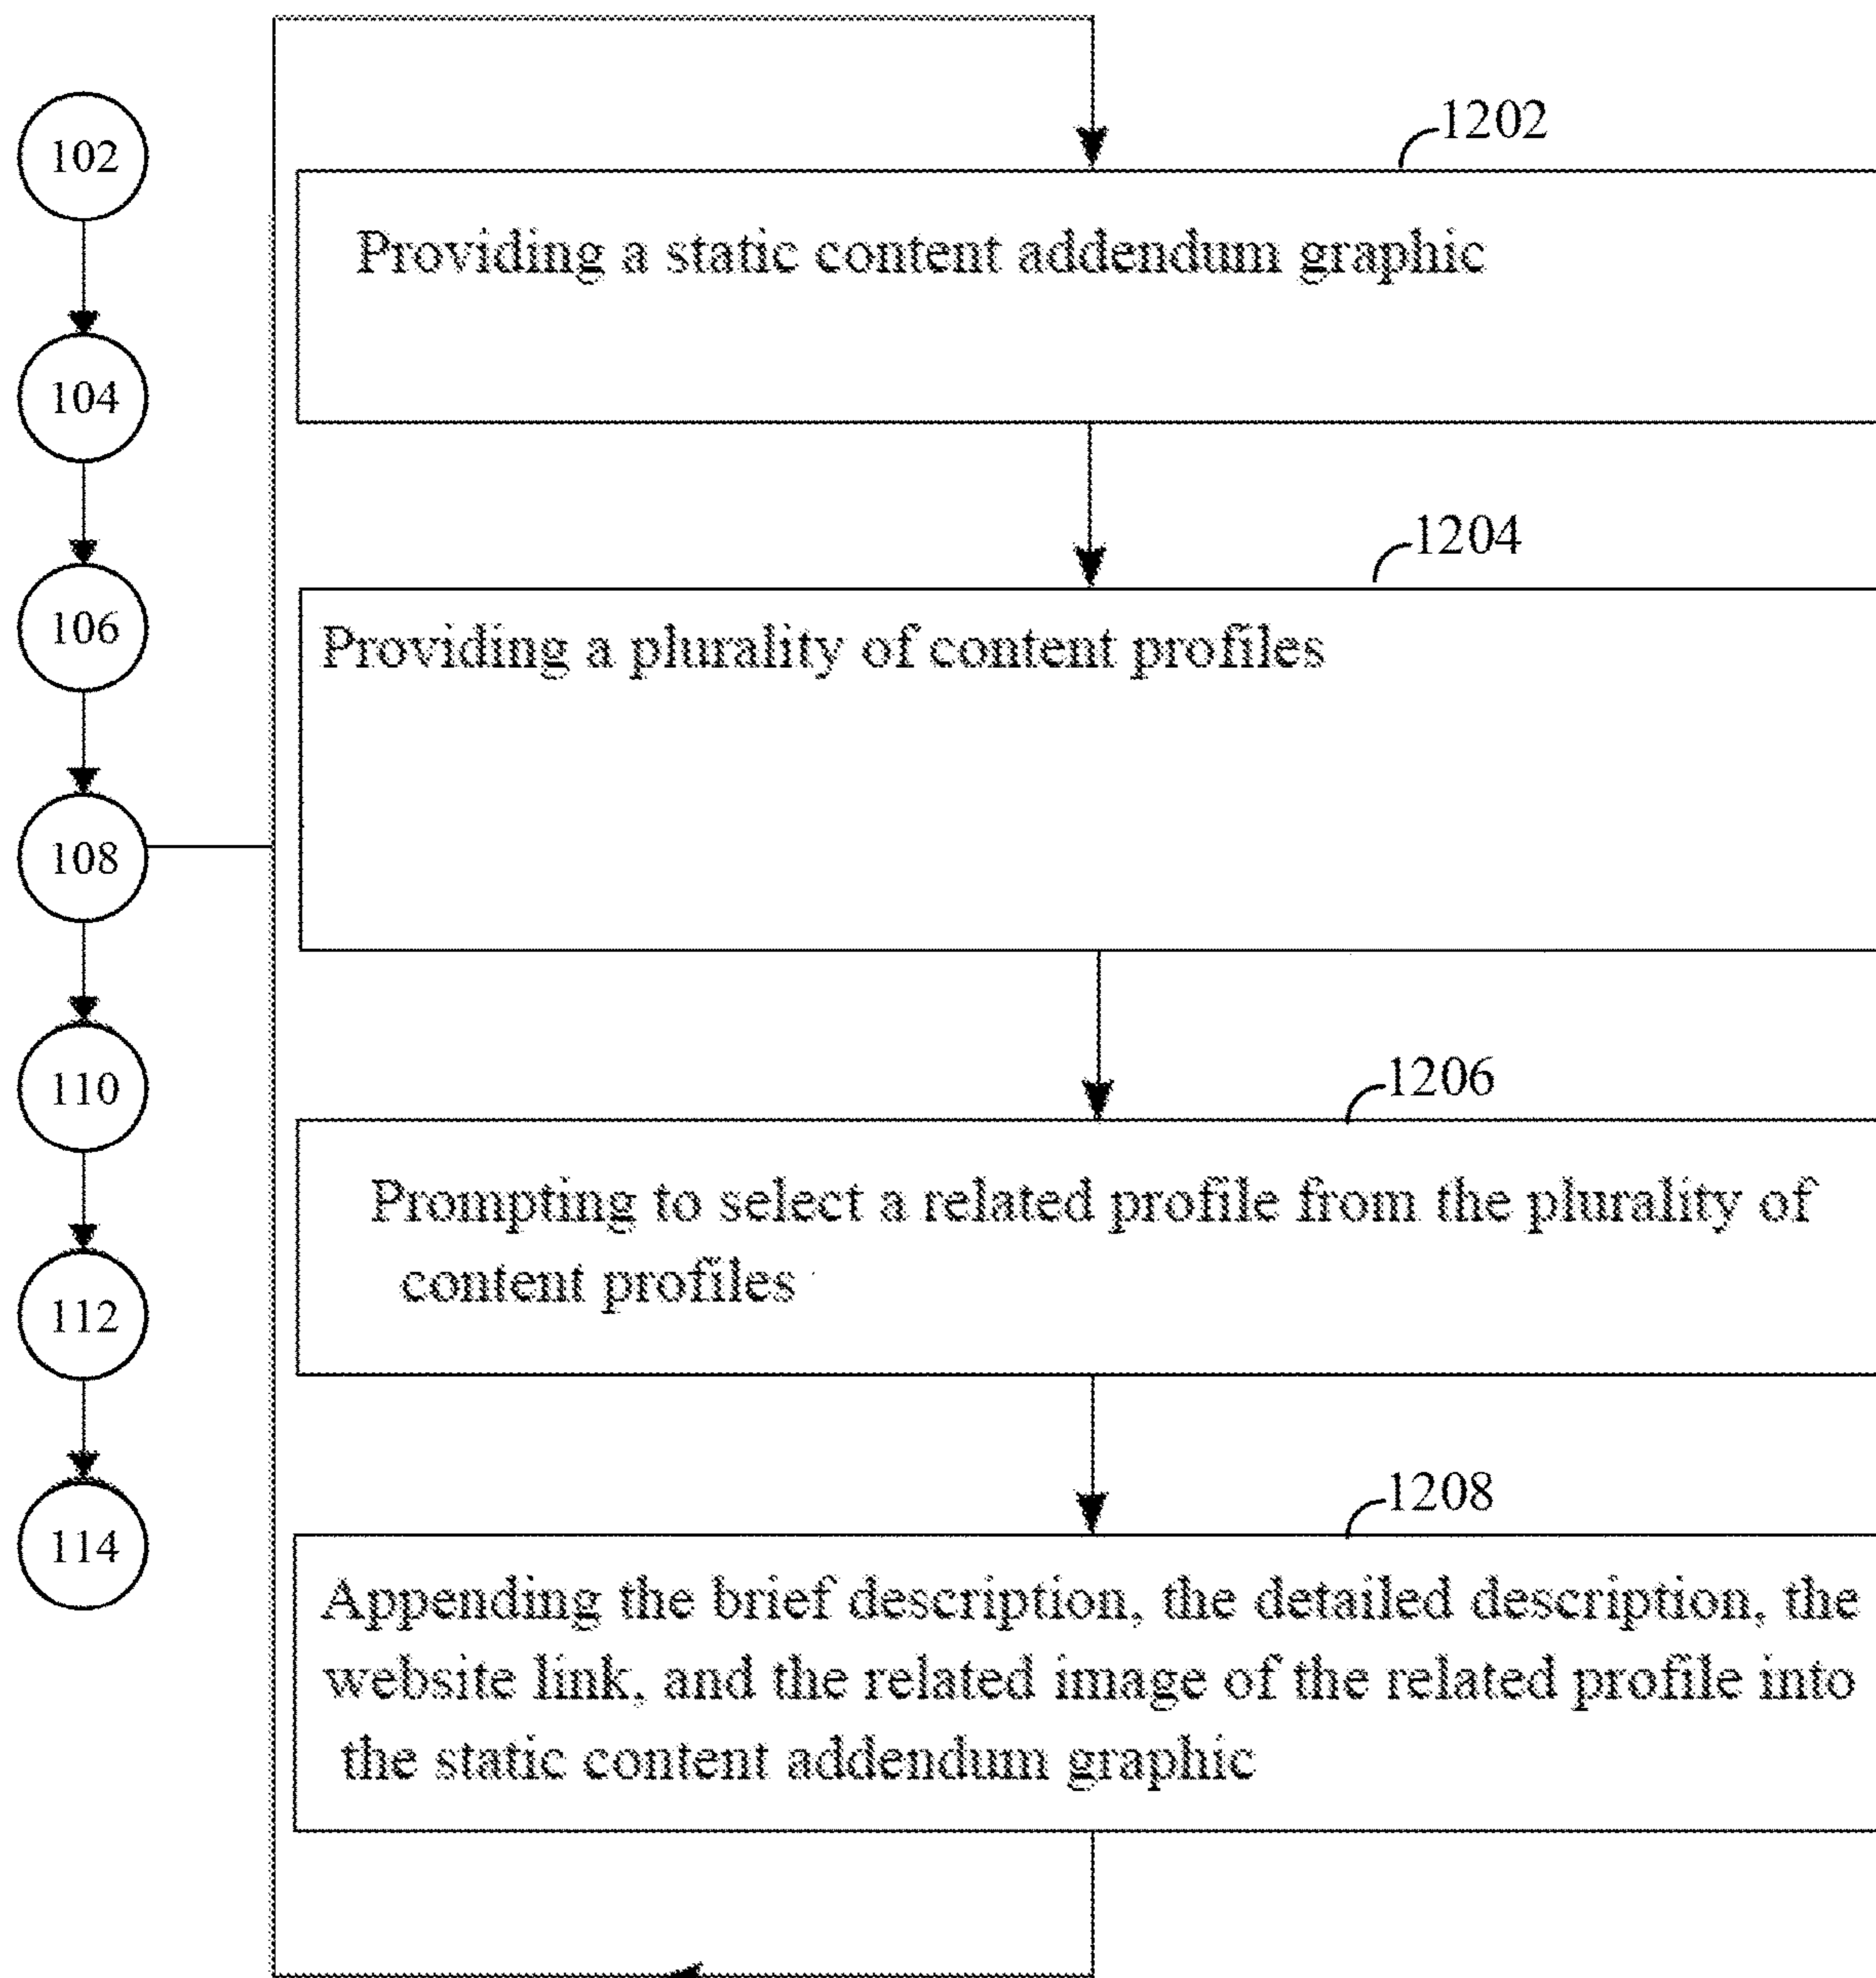 102
104
106
108
110
112
114
1202
Providing a static content addendum graphic
1204
Providing a plurality of content profiles
1206
Prompting to select a related profile from the plurality of
content profiles
1208
Appending the brief description, the detailed description, the
website link, and the related image of the related profile into
the static content addendum graphic